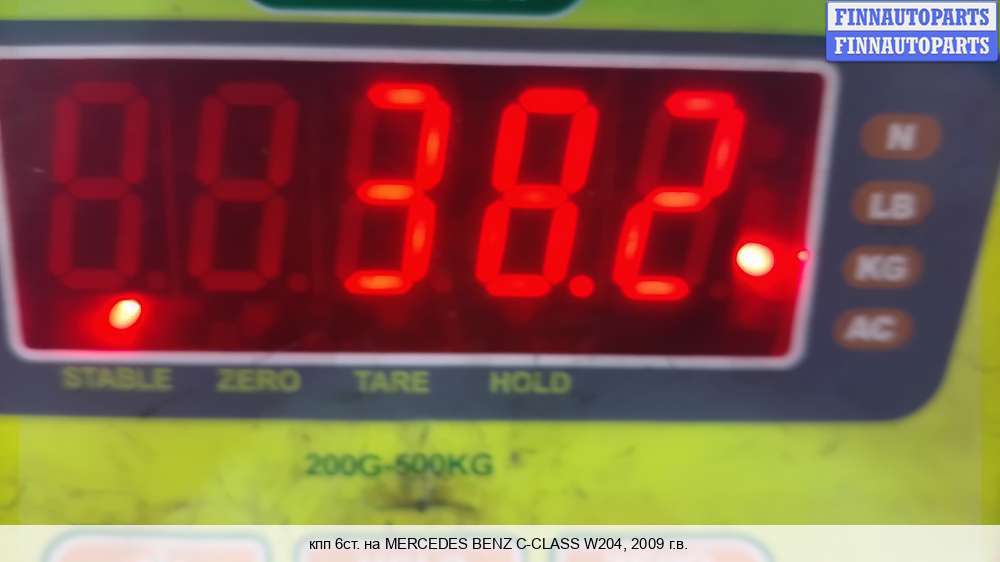 FINNAUTOPARTS
FINNAUTOPARTS
38.2
N
LB
KG
AC
STABLE ZERO TARE HOLD
200G-500KG
кпп 6ст. на MERCEDES BENZ C-CLASS W204, 2009 г.в.